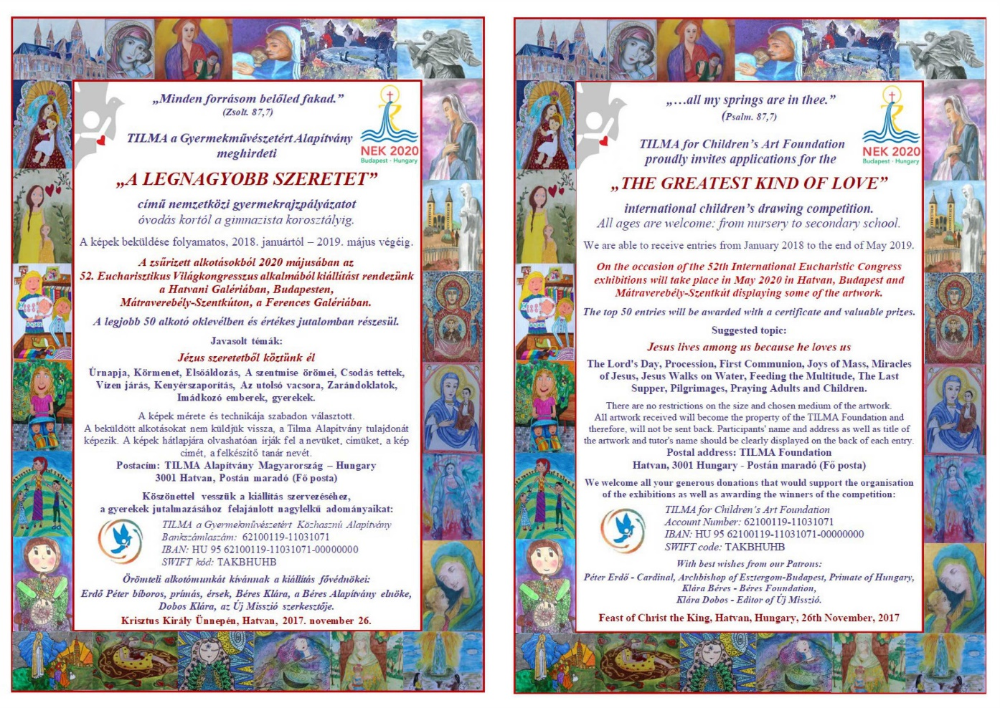 „Minden forrásom belőled fakad.”
(Zsolt. 87,7)
TILMA a Gyermekművészetért Alapítvány
meghirdeti
NEK 2020
Budapest - Hungary
„A LEGNAGYOBB SZERETET”
című nemzetközi gyermekrajzpályázatot
óvodás kortól a gimnazista korosztályig.
A képek beküldése folyamatos, 2018. januártól – 2019. május végéig.
A zsűrizett alkotásokból 2020 májusában az
52. Eucharisztikus Világkongresszus alkalmából kiállítást rendezünk
a Hatvani Galériában, Budapesten,
Mátraverebély-Szentkúton, a Ferences Galériában.
A legjobb 50 alkotó oklevélben és értékes jutalomban részesül.
Javasolt témák:
Jézus szeretetből köztünk él
Úrnapja, Körmenet, Elsőáldozás, A szentmise örömei, Csodás tettek,
Vízen járás, Kenyérszaporítás, Az utolsó vacsora, Zarándoklatok,
Imádkozó emberek, gyerekek.
A képek mérete és technikája szabadon választott.
A beküldött alkotásokat nem küldjük vissza, a Tilma Alapítvány tulajdonát
képezik. A képek hátlapjára olvashatóan írják fel a nevüket, címüket, a kép
címét, a felkészítő tanár nevét.
Postacím: TILMA Alapítvány Magyarország – Hungary
3001 Hatvan, Postán maradó (Fő posta)
Köszönettel vesszük a kiállítás szervezéséhez,
a gyerekek jutalmazásához felajánlott nagylelkű adományaikat:
TILMA a Gyermekművészetért Közhasznú Alapítvány
Bankszámlaszám: 62100119-11031071
IBAN: HU 95 62100119-11031071-00000000
SWIFT kód: TAKBHUHB
Örömteli alkotómunkát kívánnak a kiállítás fővédnökei:
Erdő Péter bíboros, prímás, érsek, Béres Klára, a Béres Alapítvány elnöke,
Dobos Klára, az Új Misszió szerkesztője.
Krisztus Király Ünnepén, Hatvan, 2017. november 26.
„…all my springs are in thee.”
(Psalm. 87,7)
TILMA for Children’s Art Foundation
proudly invites applications for the
NEK 2020
Budapest - Hungary
„THE GREATEST KIND OF LOVE”
international children’s drawing competition.
All ages are welcome: from nursery to secondary school.
We are able to receive entries from January 2018 to the end of May 2019.
On the occasion of the 52th International Eucharistic Congress
exhibitions will take place in May 2020 in Hatvan, Budapest and
Mátraverebély-Szentkút displaying some of the artwork.
The top 50 entries will be awarded with a certificate and valuable prizes.
Suggested topic:
Jesus lives among us because he loves us
The Lord's Day, Procession, First Communion, Joys of Mass, Miracles
of Jesus, Jesus Walks on Water, Feeding the Multitude, The Last
Supper, Pilgrimages, Praying Adults and Children.
There are no restrictions on the size and chosen medium of the artwork.
All artwork received will become the property of the TILMA Foundation and
therefore, will not be sent back. Participants' name and address as well as title of
the artwork and tutor's name should be clearly displayed on the back of each entry.
Postal address: TILMA Foundation
Hatvan, 3001 Hungary - Postán maradó (Fő posta)
We welcome all your generous donations that would support the organisation
of the exhibitions as well as awarding the winners of the competition:
TILMA for Children’s Art Foundation
Account Number: 62100119-11031071
IBAN: HU 95 62100119-11031071-00000000
SWIFT code: TAKBHUHB
With best wishes from our Patrons:
Péter Erdő - Cardinal, Archbishop of Esztergom-Budapest, Primate of Hungary,
Klára Béres - Béres Foundation,
Klára Dobos - Editor of Új Misszió.
Feast of Christ the King, Hatvan, Hungary, 26th November, 2017